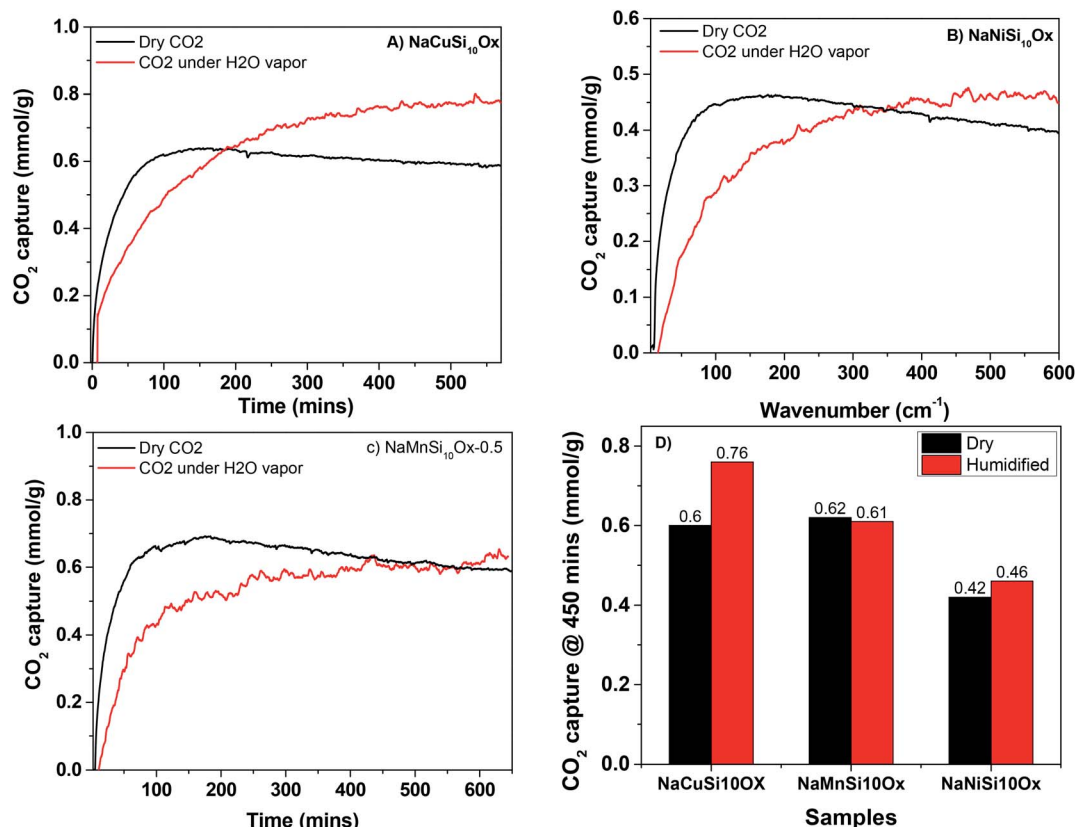 A) NaCuSi₁₀Ox
Dry CO2
CO2 under H2O vapor
CO₂ capture (mmol/g)
1.0
0.8
0.6
0.4
0.2
0.0
0 100 200 300 400 500
Time (mins)
B) NaNiSi₁₀Ox
Dry CO2
CO2 under H2O vapor
CO₂ capture (mmol/g)
0.6
0.5
0.4
0.3
0.2
0.1
0.0
100 200 300 400 500 600
Wavenumber (cm⁻¹)
c) NaMnSi₁₀Ox-0.5
Dry CO2
CO2 under H2O vapor
CO₂ capture (mmol/g)
1.0
0.8
0.6
0.4
0.2
0.0
100 200 300 400 500 600
Time (mins)
D)
Dry
Humidified
CO₂ capture @ 450 mins (mmol/g)
0.8
0.6
0.4
0.2
0.0
0.6 0.76
0.62 0.61
0.42 0.46
NaCuSi10OX NaMnSi10Ox NaNiSi10Ox
Samples